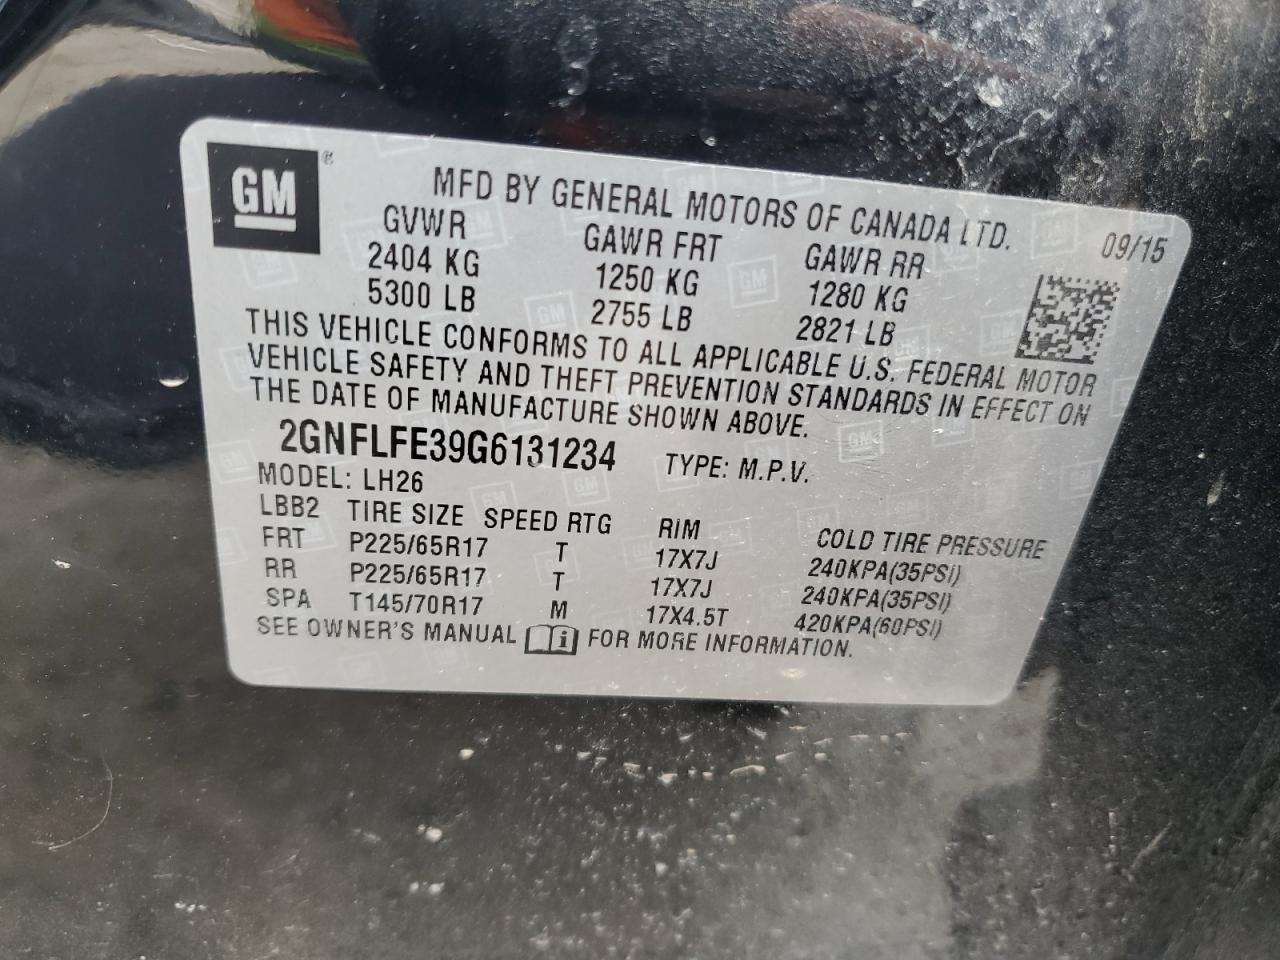 GM ®
MFD BY GENERAL MOTORS OF CANADA LTD.
09/15
GVWR GAWR FRT GAWR RR
2404 KG 1250 KG 1280 KG
5300 LB 2755 LB 2821 LB
THIS VEHICLE CONFORMS TO ALL APPLICABLE U.S. FEDERAL MOTOR
VEHICLE SAFETY AND THEFT PREVENTION STANDARDS IN EFFECT ON
THE DATE OF MANUFACTURE SHOWN ABOVE.
2GNFLFE39G6131234 TYPE: M.P.V.
MODEL: LH26
LBB2 TIRE SIZE SPEED RTG RIM COLD TIRE PRESSURE
FRT P225/65R17 T 17X7J 240KPA(35PSI)
RR P225/65R17 T 17X7J 240KPA(35PSI)
SPA T145/70R17 M 17X4.5T 420KPA(60PSI)
SEE OWNER'S MANUAL i FOR MORE INFORMATION.